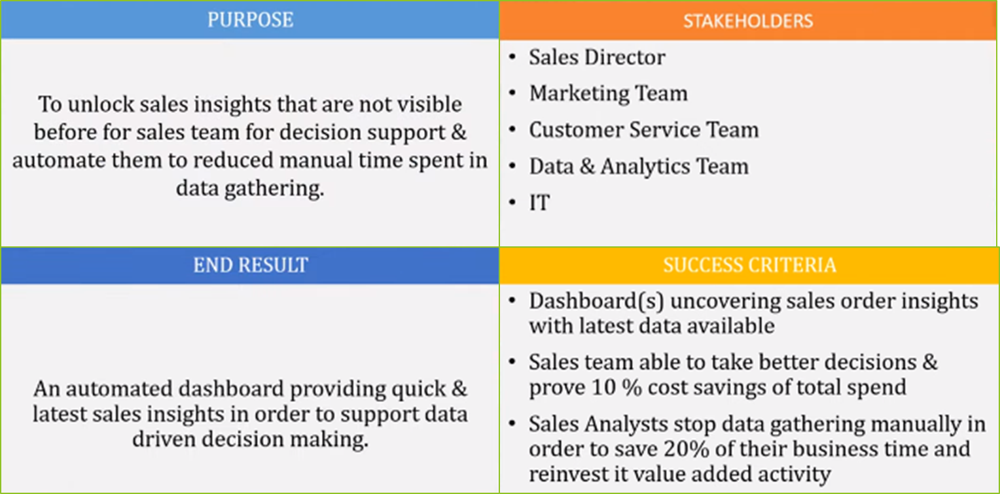 PURPOSE
To unlock sales insights that are not visible
before for sales team for decision support &
automate them to reduced manual time spent in
data gathering.
STAKEHOLDERS
• Sales Director
• Marketing Team
• Customer Service Team
• Data & Analytics Team
• IT
END RESULT
An automated dashboard providing quick &
latest sales insights in order to support data
driven decision making.
SUCCESS CRITERIA
• Dashboard(s) uncovering sales order insights
with latest data available
• Sales team able to take better decisions &
prove 10 % cost savings of total spend
• Sales Analysts stop data gathering manually in
order to save 20% of their business time and
reinvest it value added activity